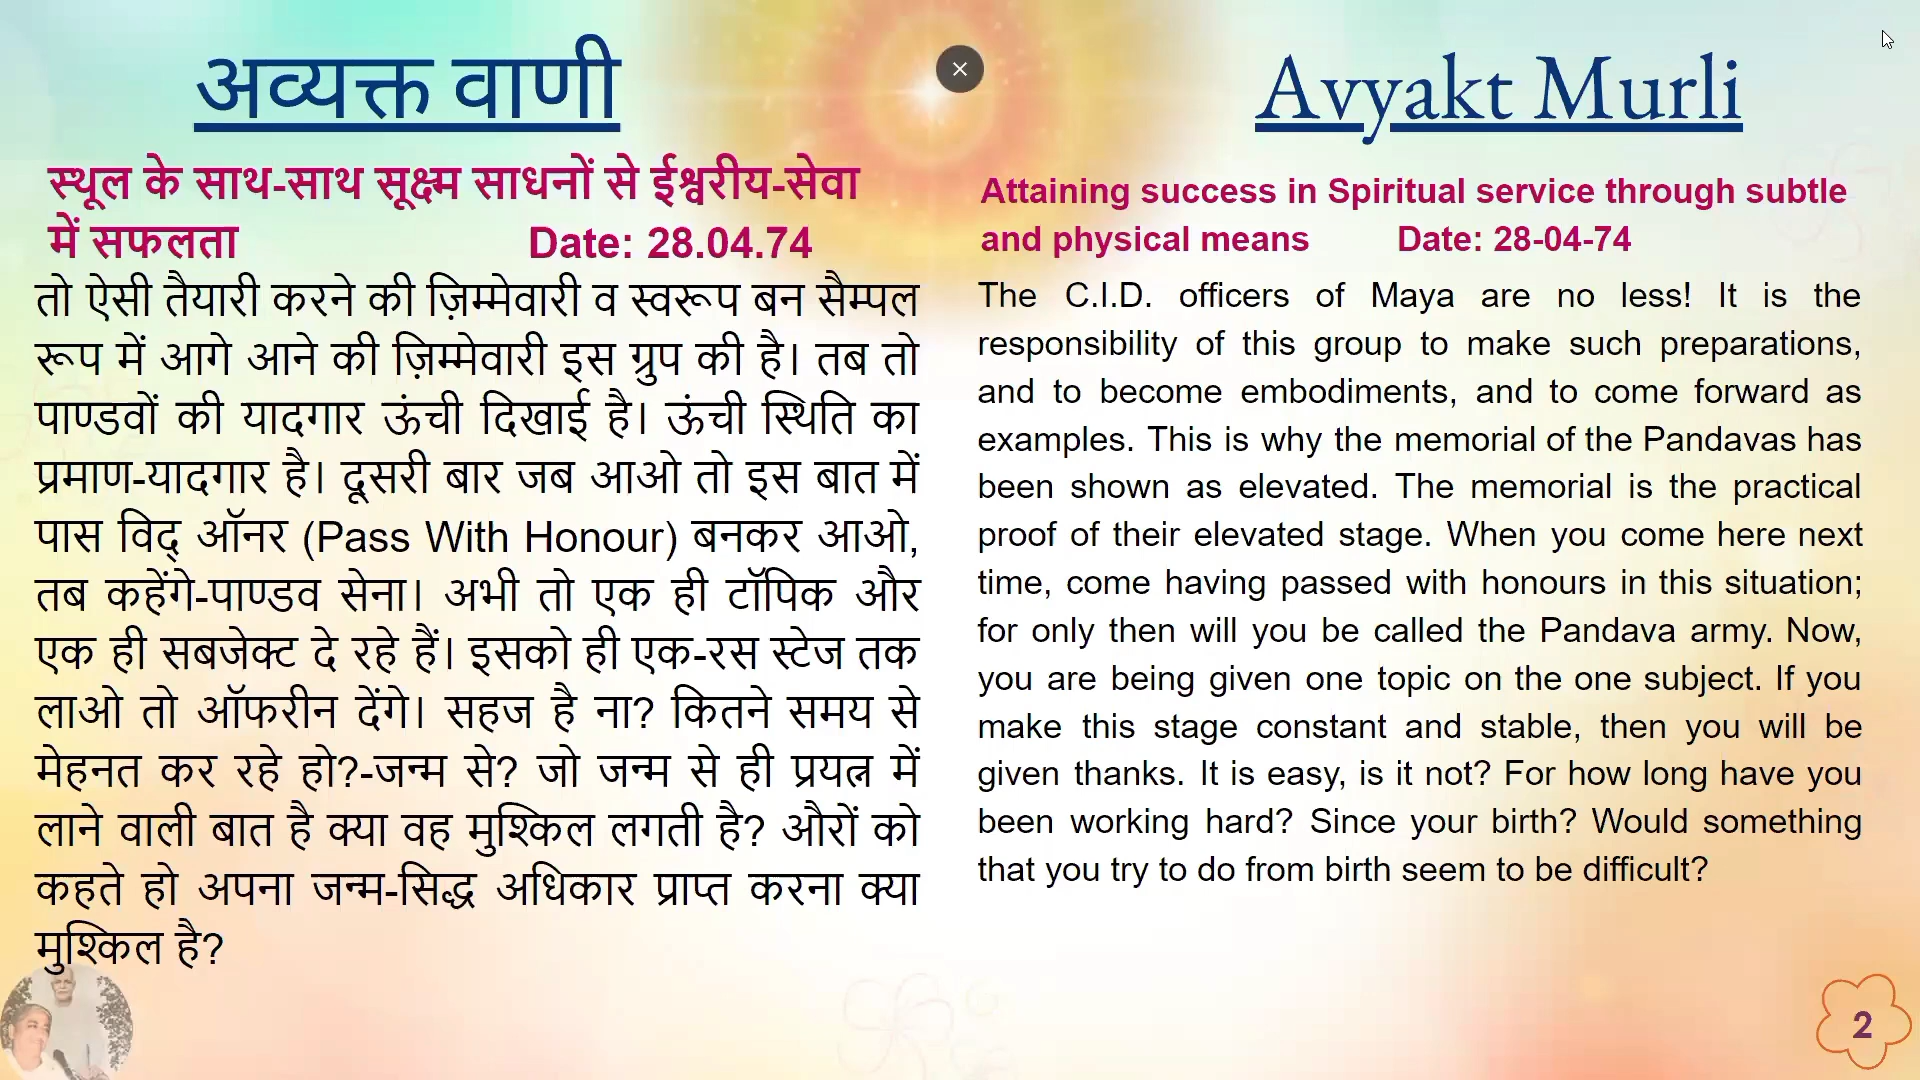 अव्यक्त वाणी
स्थूल के साथ-साथ सूक्ष्म साधनों से ईश्वरीय-सेवा
में सफलता Date: 28.04.74
तो ऐसी तैयारी करने की ज़िम्मेवारी व स्वरूप बन सैम्पल
रूप में आगे आने की ज़िम्मेवारी इस ग्रुप की है। तब तो
पाण्डवों की यादगार ऊंची दिखाई है। ऊंची स्थिति का
प्रमाण-यादगार है। दूसरी बार जब आओ तो इस बात में
पास विद् ऑनर (Pass With Honour) बनकर आओ,
तब कहेंगे-पाण्डव सेना। अभी तो एक ही टॉपिक और
एक ही सबजेक्ट दे रहे हैं। इसको ही एक-रस स्टेज तक
लाओ तो ऑफरीन देंगे। सहज है ना? कितने समय से
मेहनत कर रहे हो?-जन्म से? जो जन्म से ही प्रयत्न में
लाने वाली बात है क्या वह मुश्किल लगती है? औरों को
कहते हो अपना जन्म-सिद्ध अधिकार प्राप्त करना क्या
मुश्किल है?
Avyakt Murli
Attaining success in Spiritual service through subtle
and physical means Date: 28-04-74
The C.I.D. officers of Maya are no less! It is the
responsibility of this group to make such preparations,
and to become embodiments, and to come forward as
examples. This is why the memorial of the Pandavas has
been shown as elevated. The memorial is the practical
proof of their elevated stage. When you come here next
time, come having passed with honours in this situation;
for only then will you be called the Pandava army. Now,
you are being given one topic on the one subject. If you
make this stage constant and stable, then you will be
given thanks. It is easy, is it not? For how long have you
been working hard? Since your birth? Would something
that you try to do from birth seem to be difficult?
2